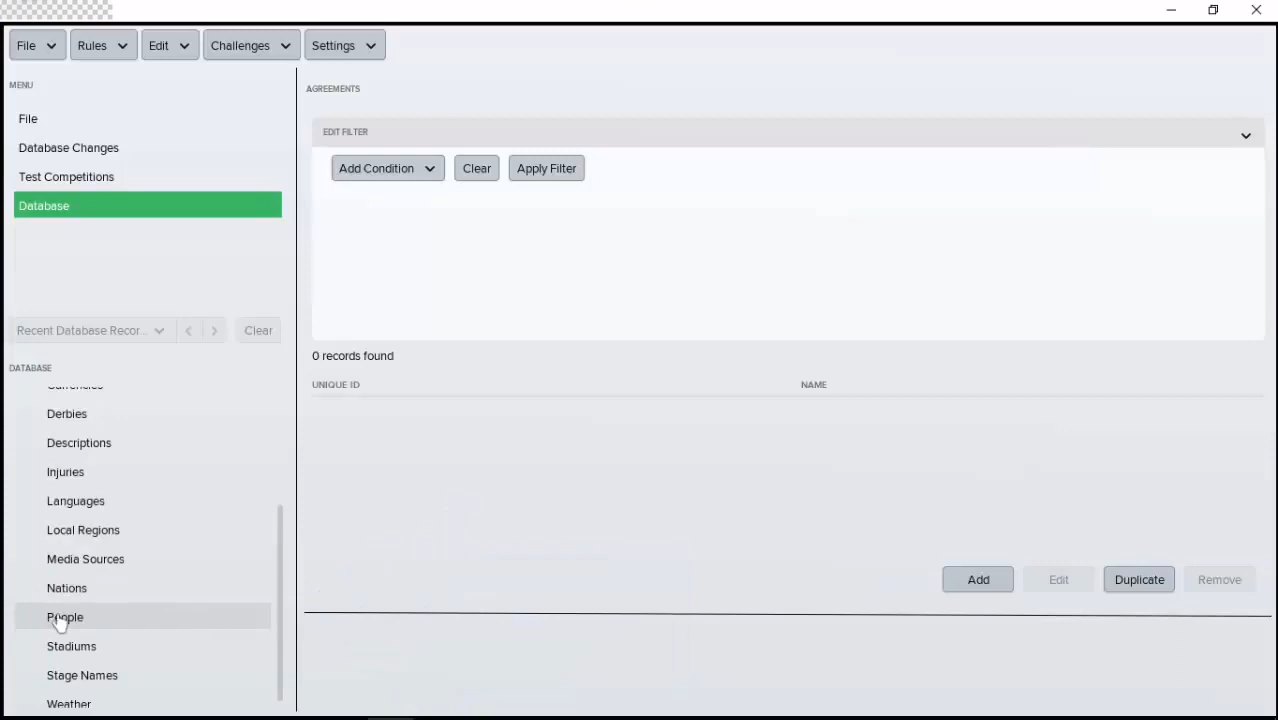 File
Rules
Edit
Challenges
Settings
MENU
File
Database Changes
Test Competitions
Database
Recent Database Recor...
Clear
DATABASE
Currencies
Derbies
Descriptions
Injuries
Languages
Local Regions
Media Sources
Nations
People
Stadiums
Stage Names
Weather
AGREEMENTS
EDIT FILTER
Add Condition
Clear
Apply Filter
0 records found
UNIQUE ID
NAME
Add
Edit
Duplicate
Remove